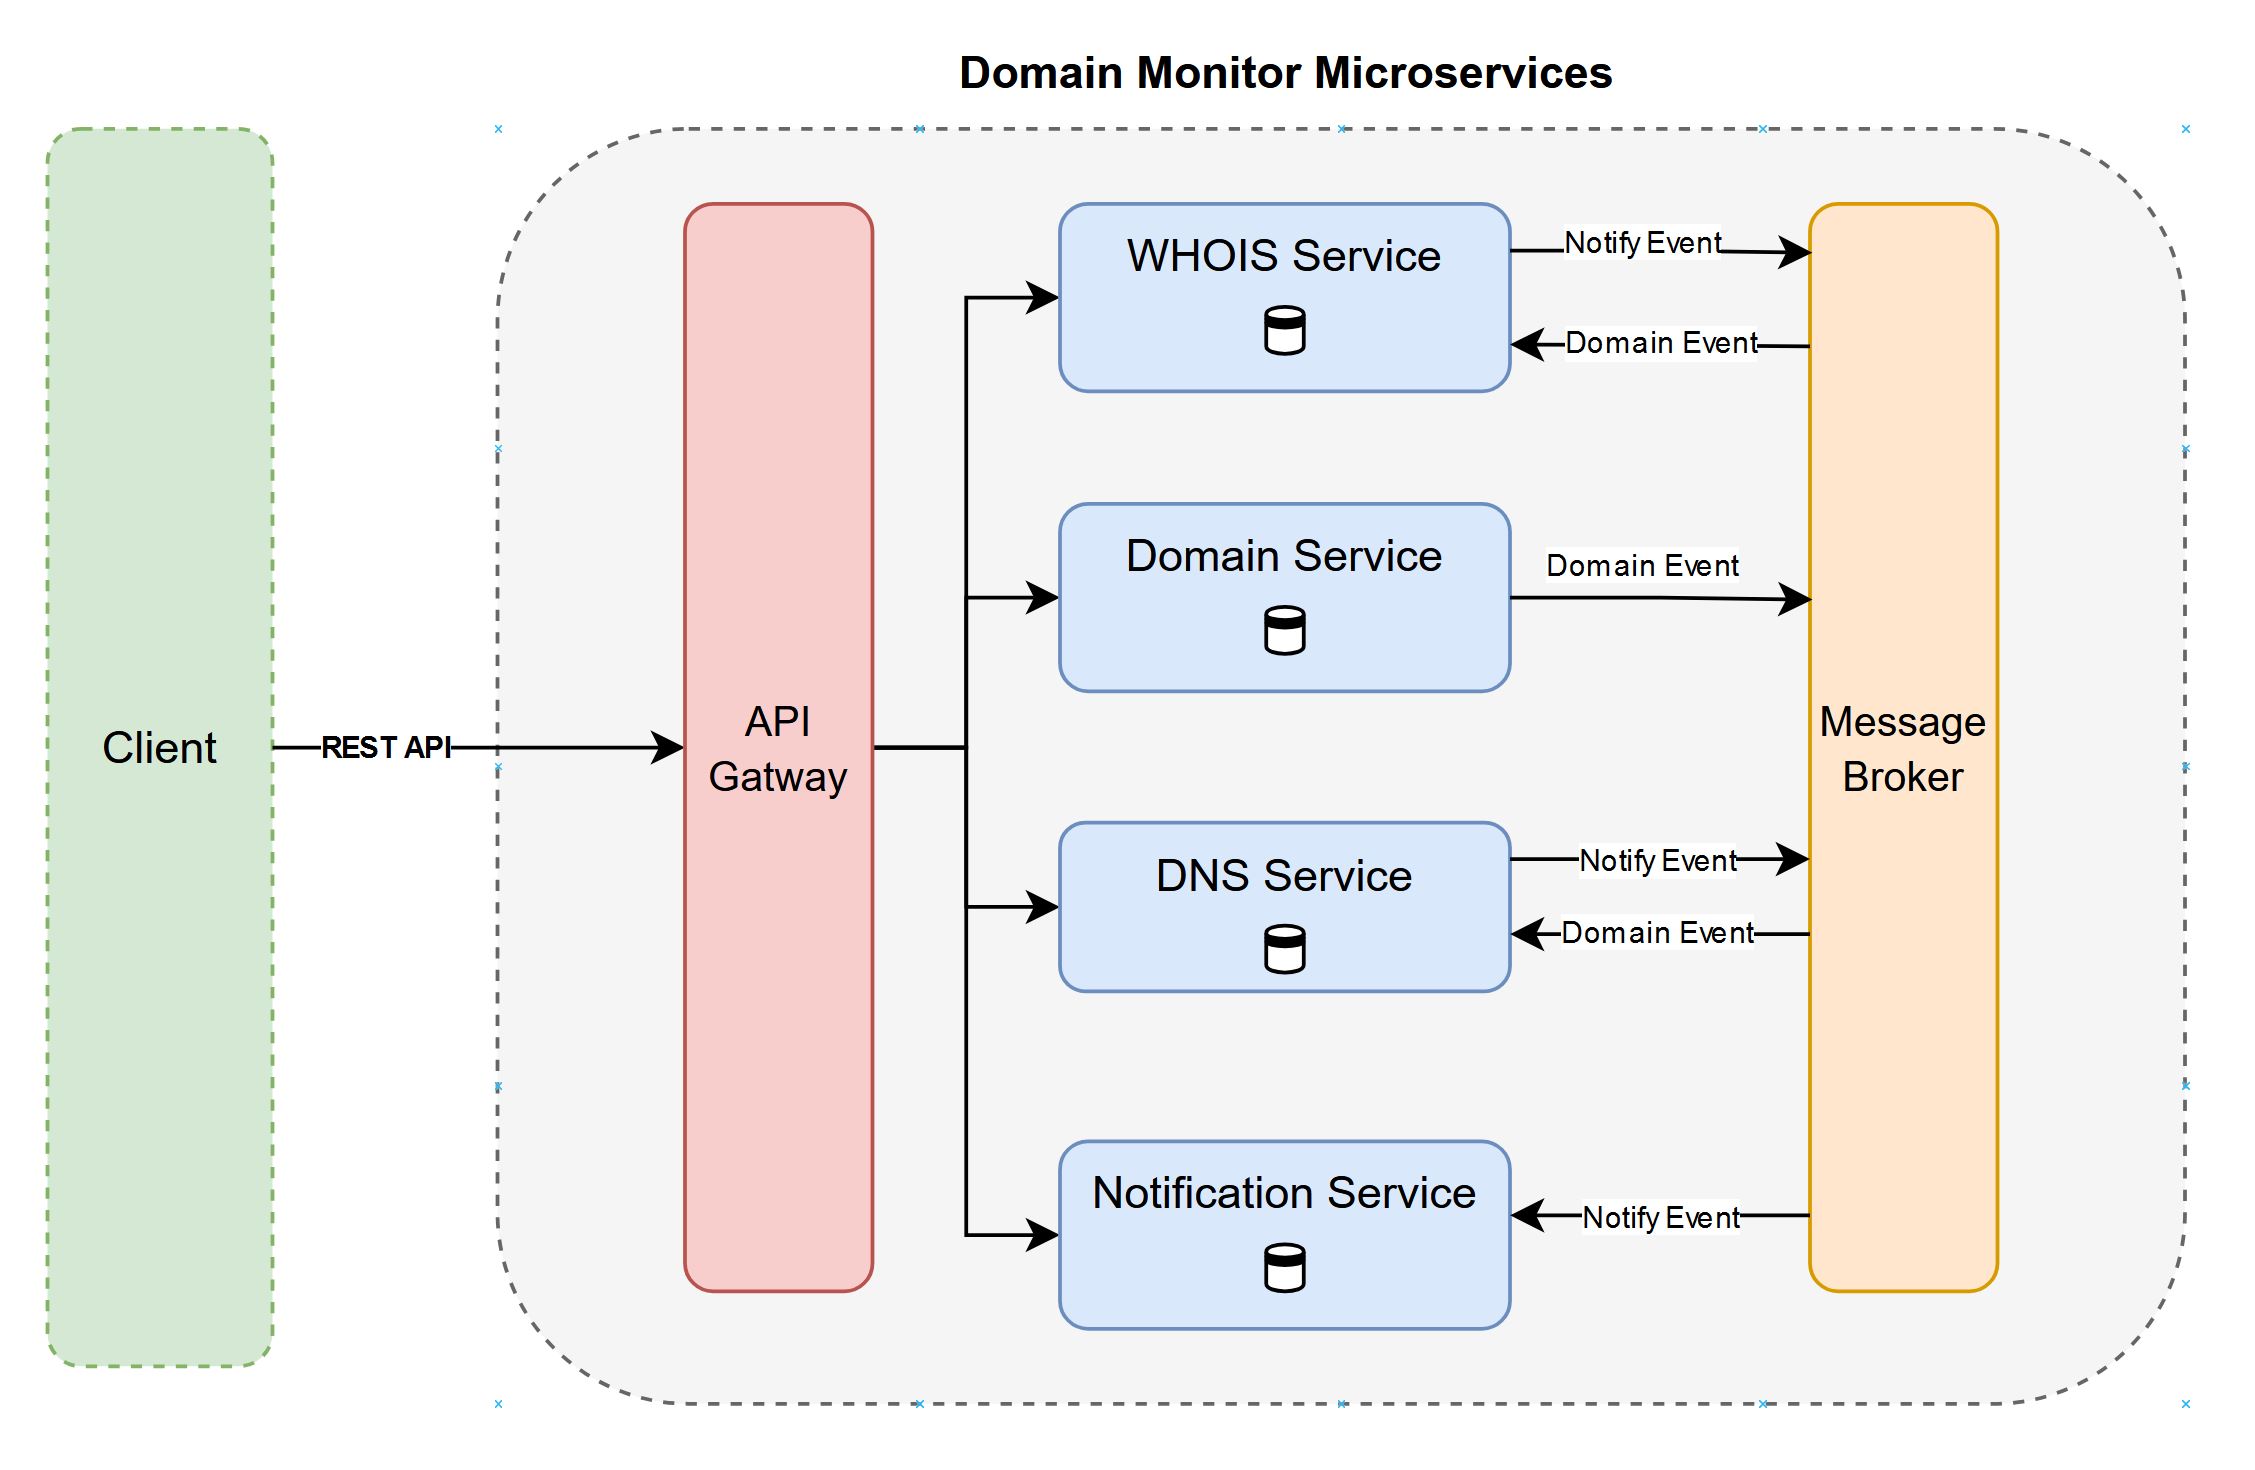 Domain Monitor Microservices
Client
REST API
API
Gatway
WHOIS Service
Notify Event
Domain Event
Domain Service
Domain Event
DNS Service
Notify Event
Domain Event
Notification Service
Notify Event
Message
Broker